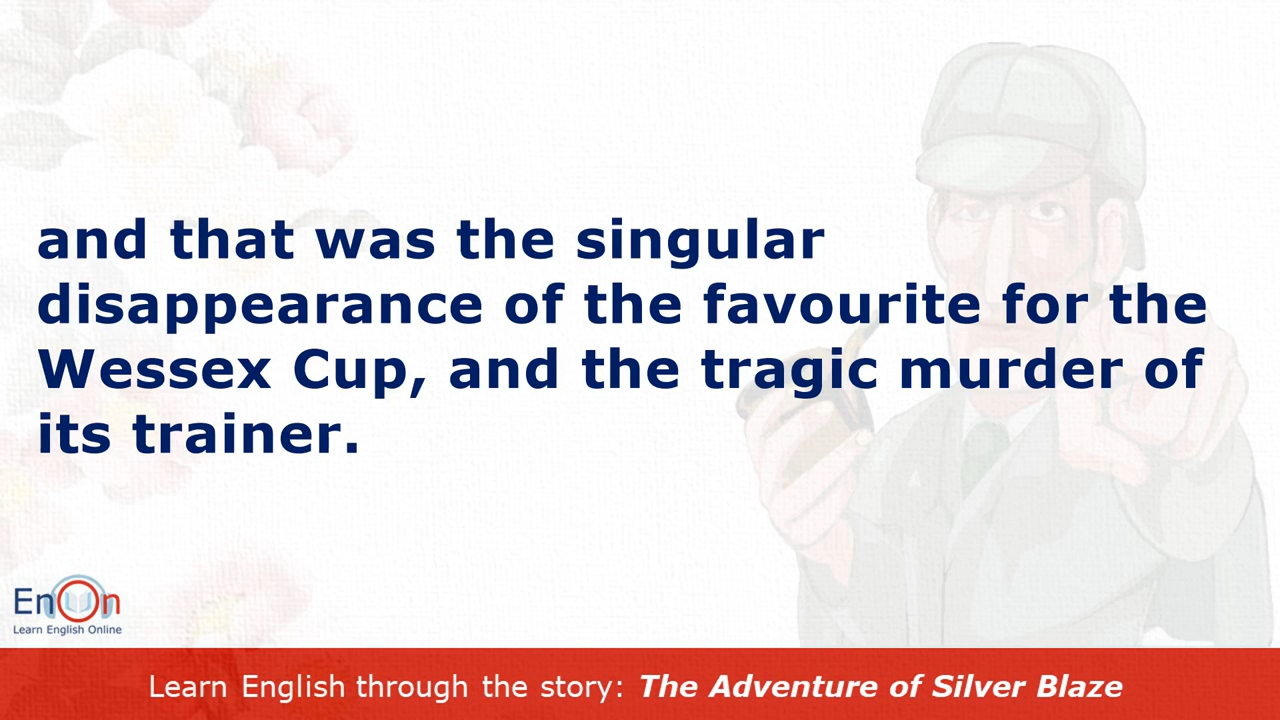 and that was the singular
disappearance of the favourite for the
Wessex Cup, and the tragic murder of
its trainer.
EnOn
Learn English Online
Learn English through the story: The Adventure of Silver Blaze